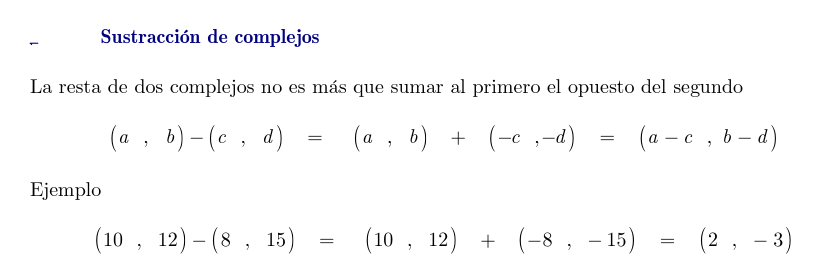 Sustracción de complejos
La resta de dos complejos no es más que sumar al primero el opuesto del segundo
(a , b) − (c , d) = (a , b) + (−c , −d) = (a − c , b − d)
Ejemplo
(10 , 12) − (8 , 15) = (10 , 12) + (−8 , −15) = (2 , −3)